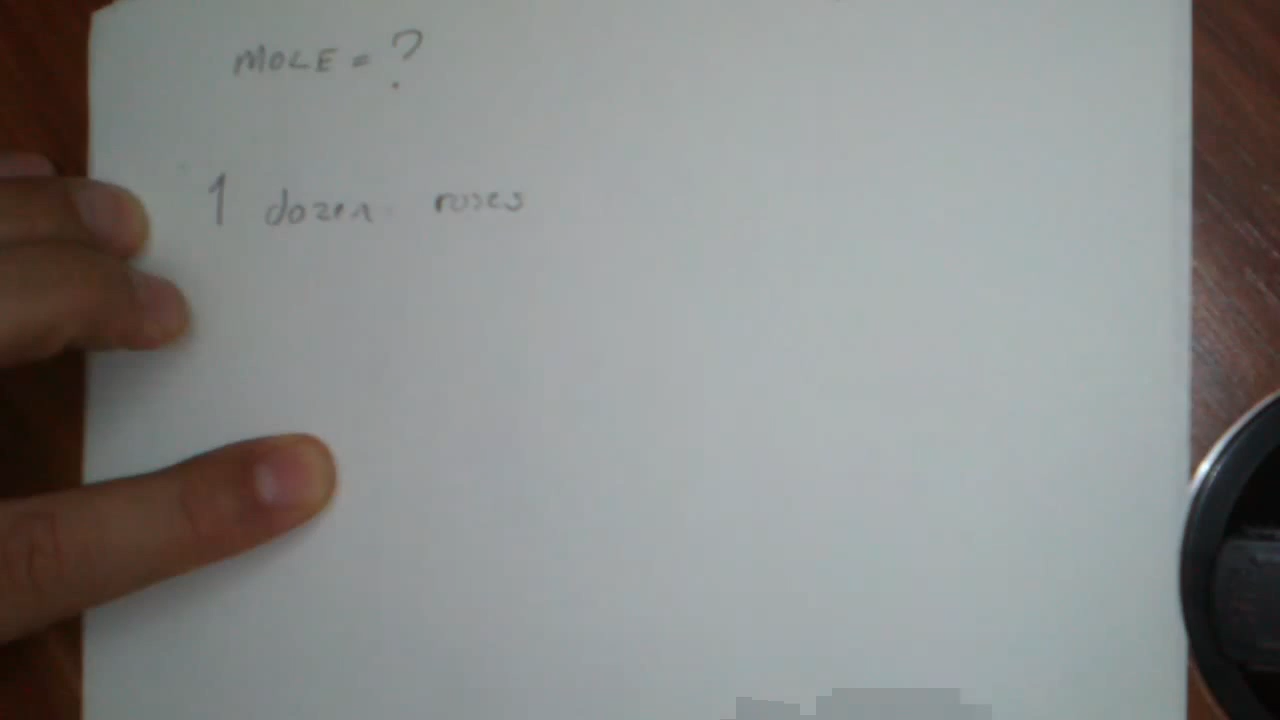 MOLE = ?
1 dozen roses